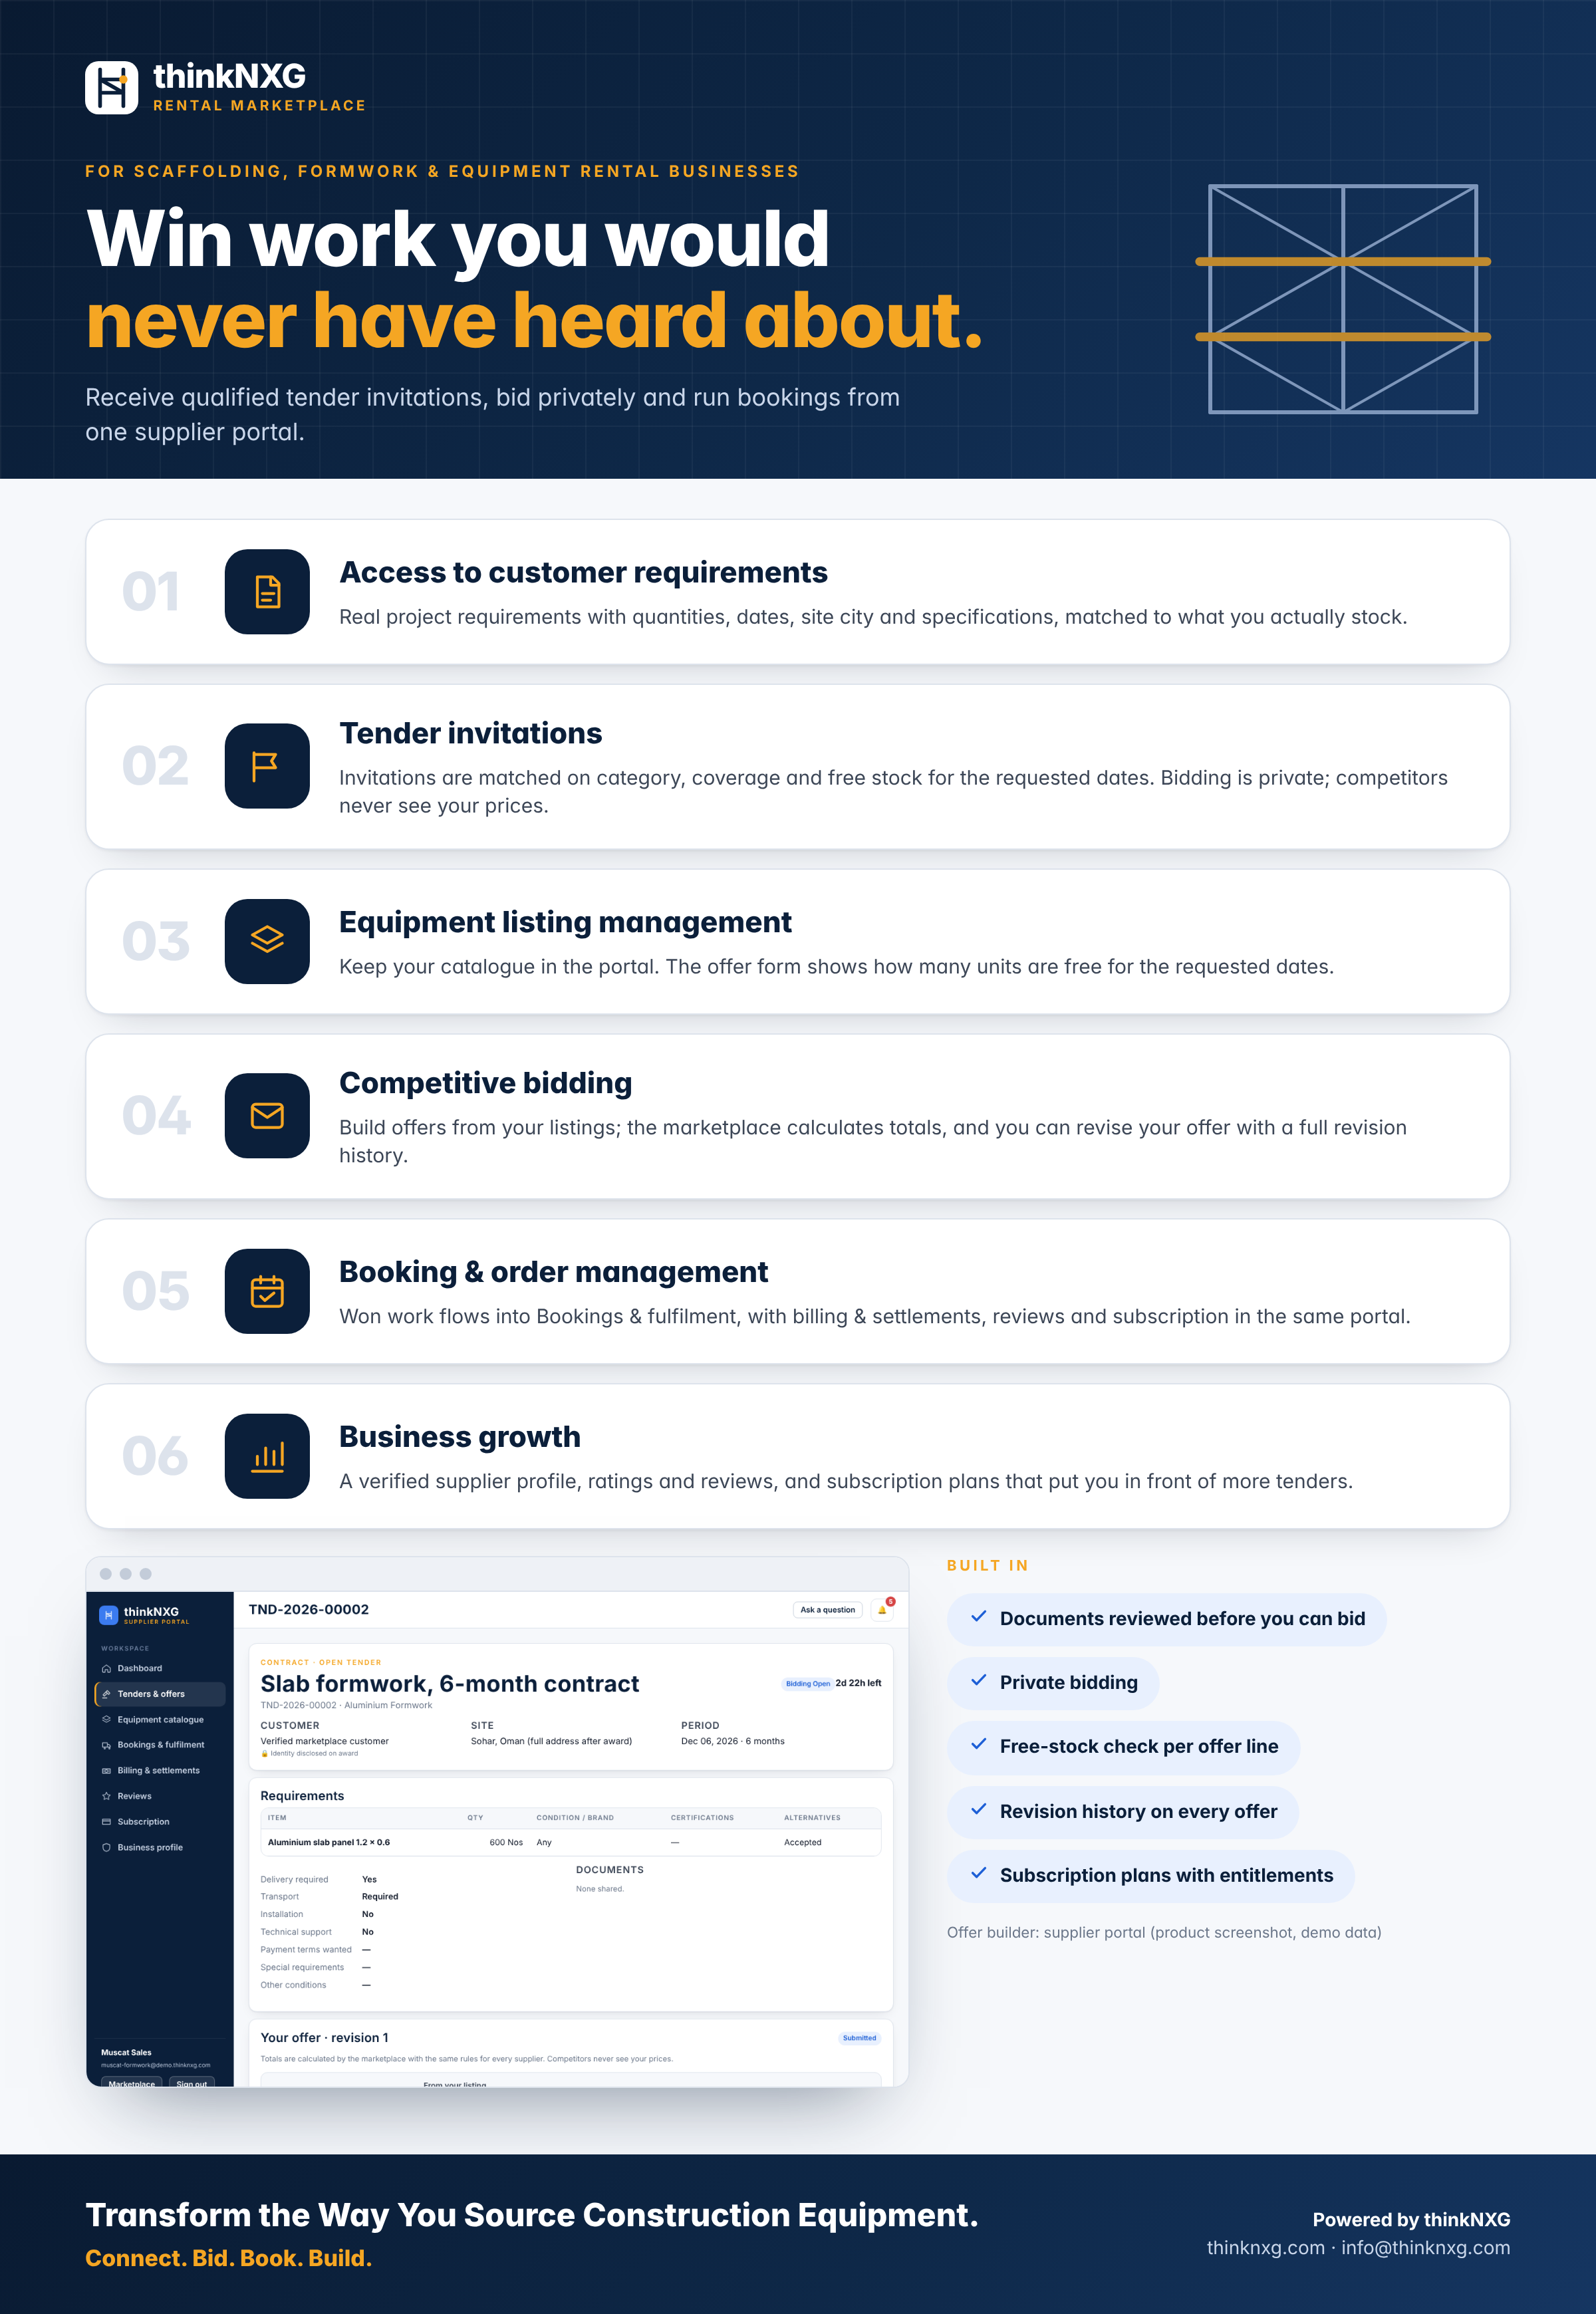 thinkNXG
RENTAL MARKETPLACE
FOR SCAFFOLDING, FORMWORK & EQUIPMENT RENTAL BUSINESSES
Win work you would
never have heard about.
Receive qualified tender invitations, bid privately and run bookings from
one supplier portal.
01
Access to customer requirements
Real project requirements with quantities, dates, site city and specifications, matched to what you actually stock.
02
Tender invitations
Invitations are matched on category, coverage and free stock for the requested dates. Bidding is private; competitors
never see your prices.
03
Equipment listing management
Keep your catalogue in the portal. The offer form shows how many units are free for the requested dates.
04
Competitive bidding
Build offers from your listings; the marketplace calculates totals, and you can revise your offer with a full revision
history.
05
Booking & order management
Won work flows into Bookings & fulfilment, with billing & settlements, reviews and subscription in the same portal.
06
Business growth
A verified supplier profile, ratings and reviews, and subscription plans that put you in front of more tenders.
thinkNXG
SUPPLIER PORTAL
WORKSPACE
Dashboard
Tenders & offers
Equipment catalogue
Bookings & fulfilment
Billing & settlements
Reviews
Subscription
Business profile
Muscat Sales
muscat-formwork@demo.thinknxg.com
Marketplace Sign out
TND-2026-00002
Ask a question
5
CONTRACT · OPEN TENDER
Slab formwork, 6-month contract
Bidding Open 2d 22h left
TND-2026-00002 · Aluminium Formwork
CUSTOMER SITE PERIOD
Verified marketplace customer Sohar, Oman (full address after award) Dec 06, 2026 · 6 months
Identity disclosed on award
Requirements
ITEM QTY CONDITION / BRAND CERTIFICATIONS ALTERNATIVES
Aluminium slab panel 1.2 × 0.6 600 Nos Any — Accepted
Delivery required Yes
Transport Required
Installation No
Technical support No
Payment terms wanted —
Special requirements —
Other conditions —
DOCUMENTS
None shared.
Your offer · revision 1
Submitted
Totals are calculated by the marketplace with the same rules for every supplier. Competitors never see your prices.
From your listing
BUILT IN
Documents reviewed before you can bid
Private bidding
Free-stock check per offer line
Revision history on every offer
Subscription plans with entitlements
Offer builder: supplier portal (product screenshot, demo data)
Transform the Way You Source Construction Equipment.
Connect. Bid. Book. Build.
Powered by thinkNXG
thinknxg.com · info@thinknxg.com